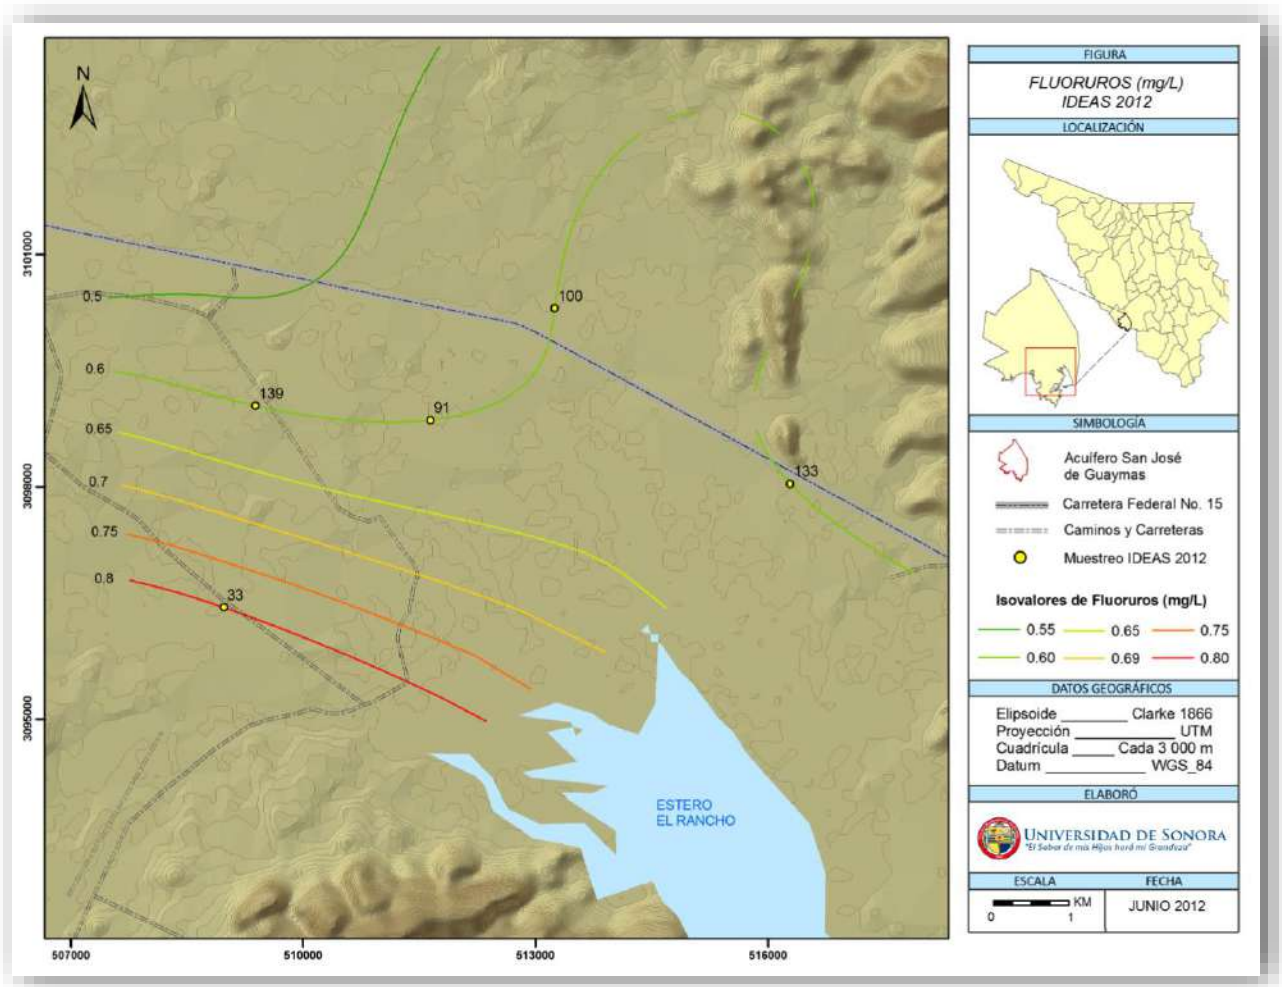 N
3101000
3098000
3095000
507000
510000
513000
516000
0.5
0.6
0.65
0.7
0.75
0.8
100
139
91
133
33
ESTERO
EL RANCHO
FIGURA
FLUORUROS (mg/L)
IDEAS 2012
LOCALIZACIÓN
SIMBOLOGÍA
Acuífero San José
de Guaymas
Carretera Federal No. 15
Caminos y Carreteras
Muestreo IDEAS 2012
Isovalores de Fluoruros (mg/L)
0.55 0.65 0.75
0.60 0.69 0.80
DATOS GEOGRÁFICOS
Elipsoide Clarke 1866
Proyección UTM
Cuadrícula Cada 3 000 m
Datum WGS_84
ELABORÓ
UNIVERSIDAD DE SONORA
"El Saber de mis Hijos hará mi Grandeza"
ESCALA FECHA
KM
0 1
JUNIO 2012